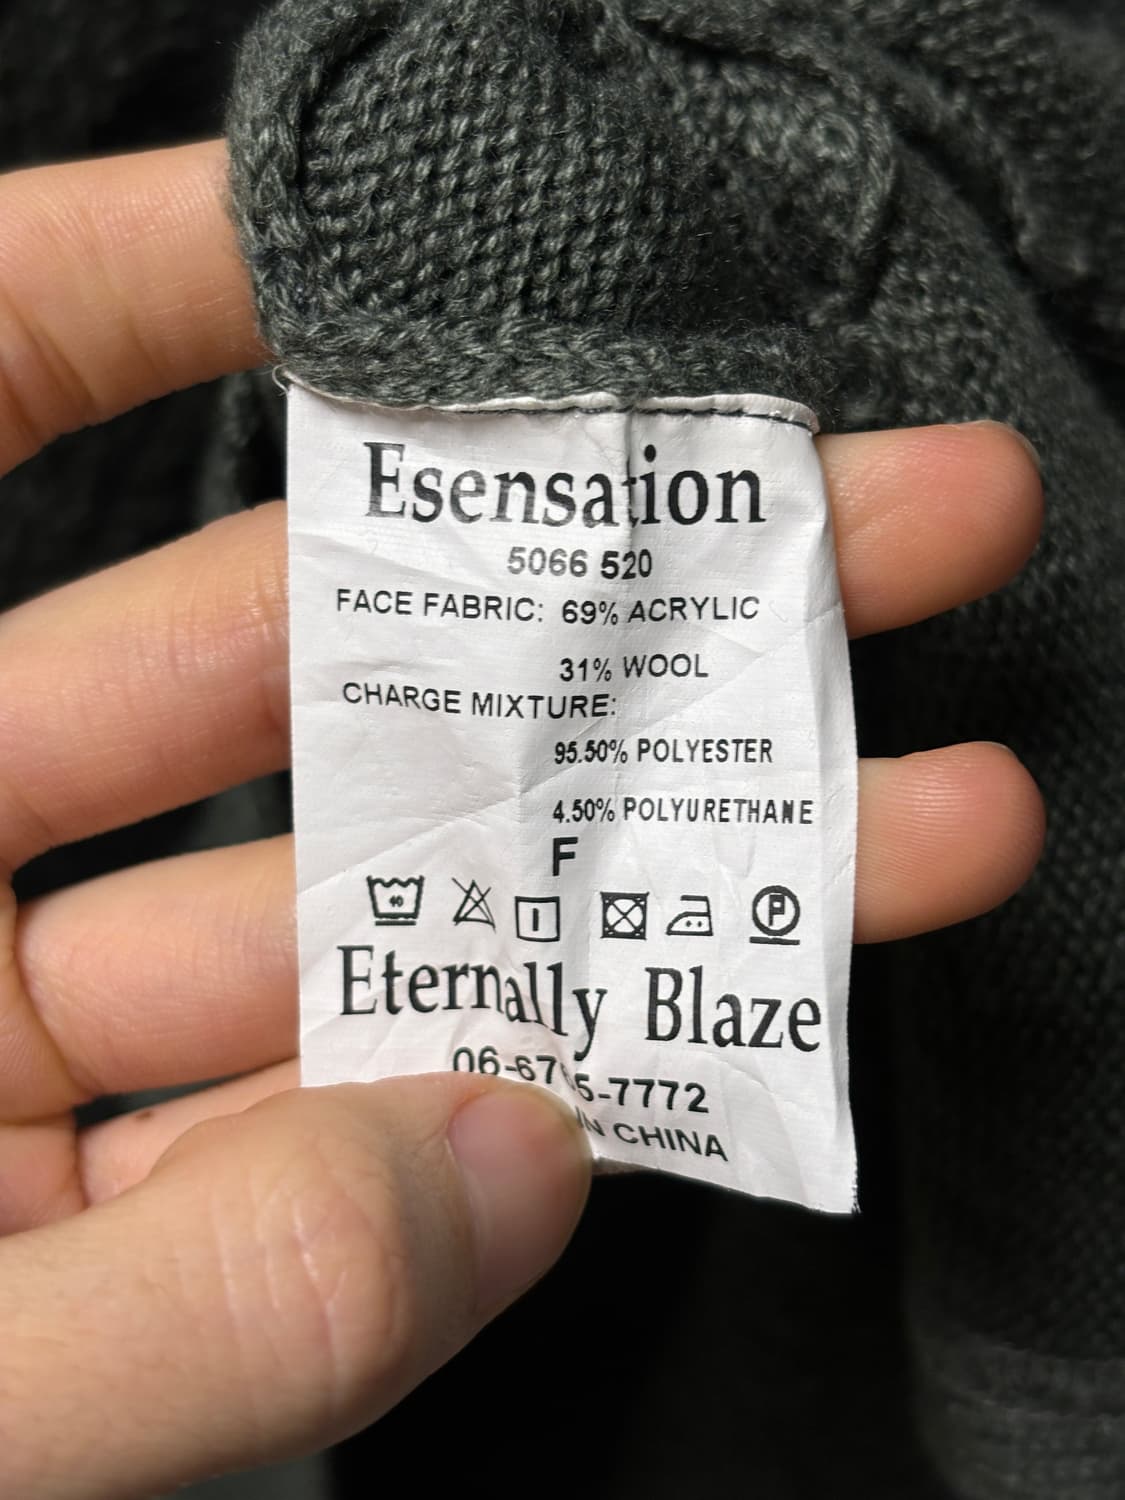 Esensation
5066 520
FACE FABRIC: 69% ACRYLIC
31% WOOL
CHARGE MIXTURE:
95.50% POLYESTER
4.50% POLYURETHANE
F
40
P
Eternally Blaze
CHINA